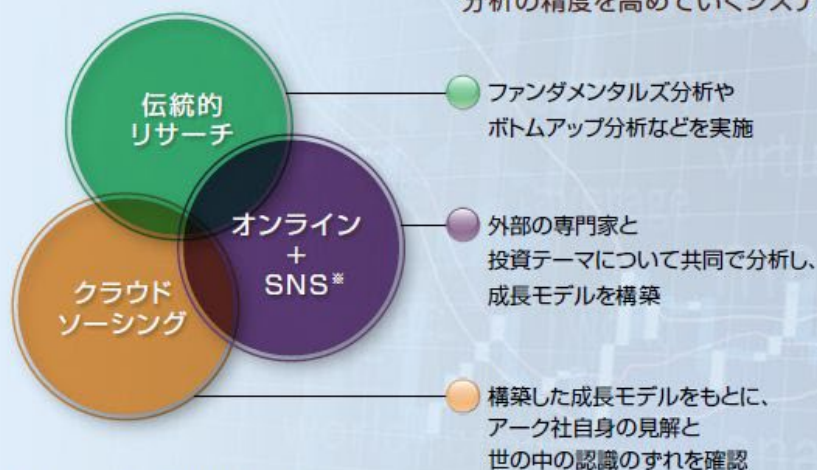 分析の精度を高めていくシステ
伝統的
リサーチ
ファンダメンタルズ分析や
ボトムアップ分析などを実施
オンライン
+
SNS※
外部の専門家と
投資テーマについて共同で分析し、
成長モデルを構築
クラウド
ソーシング
構築した成長モデルをもとに、
アーク社自身の見解と
世の中の認識のずれを確認